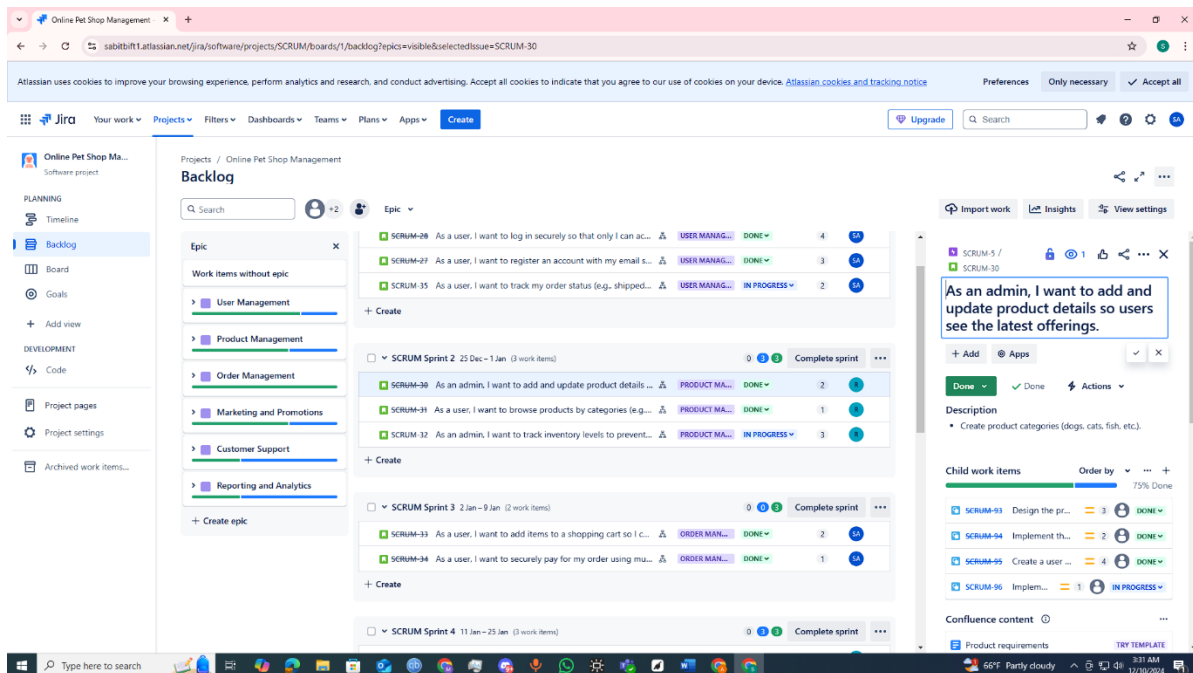 Online Pet Shop Management
sabitbift1.atlassian.net/jira/software/projects/SCRUM/boards/1/backlog?epics=visible&selectedIssue=SCRUM-30
S
Atlassian uses cookies to improve your browsing experience, perform analytics and research, and conduct advertising. Accept all cookies to indicate that you agree to our use of cookies on your device. Atlassian cookies and tracking notice
Preferences
Only necessary
Accept all
Jira
Your work
Projects
Filters
Dashboards
Teams
Plans
Apps
Create
Upgrade
Search
SA
Online Pet Shop Ma...
Software project
PLANNING
Timeline
Backlog
Board
Goals
Add view
DEVELOPMENT
Code
Project pages
Project settings
Archived work items...
Projects / Online Pet Shop Management
Backlog
Search
+2
Epic
Import work
Insights
View settings
Epic
Work items without epic
User Management
Product Management
Order Management
Marketing and Promotions
Customer Support
Reporting and Analytics
+ Create epic
SCRUM-28 As a user, I want to log in securely so that only I can ac... USER MANAG... DONE 4 SA
SCRUM-27 As a user, I want to register an account with my email s... USER MANAG... DONE 3 SA
SCRUM-35 As a user, I want to track my order status (e.g., shipped... USER MANAG... IN PROGRESS 2 SA
+ Create
SCRUM Sprint 2 25 Dec – 1 Jan (3 work items) 0 3 3 Complete sprint
SCRUM-30 As an admin, I want to add and update product details ... PRODUCT MA... DONE 2 R
SCRUM-31 As a user, I want to browse products by categories (e.g.... PRODUCT MA... DONE 1 R
SCRUM-32 As an admin, I want to track inventory levels to prevent... PRODUCT MA... IN PROGRESS 3 R
+ Create
SCRUM Sprint 3 2 Jan – 9 Jan (2 work items) 0 0 3 Complete sprint
SCRUM-33 As a user, I want to add items to a shopping cart so I c... ORDER MAN... DONE 2 SA
SCRUM-34 As a user, I want to securely pay for my order using mu... ORDER MAN... DONE 1 SA
+ Create
SCRUM Sprint 4 11 Jan – 25 Jan (3 work items) 0 3 3 Complete sprint
SCRUM-5 /
SCRUM-30
1
As an admin, I want to add and
update product details so users
see the latest offerings.
+ Add
Apps
Done
Done
Actions
Description
• Create product categories (dogs, cats, fish, etc.).
Child work items
Order by
75% Done
SCRUM-93 Design the pr... 3 DONE
SCRUM-94 Implement th... 2 DONE
SCRUM-95 Create a user ... 4 DONE
SCRUM-96 Implem... 1 IN PROGRESS
Confluence content
Product requirements TRY TEMPLATE
Type here to search
66°F Partly cloudy
3:31 AM
12/10/2024